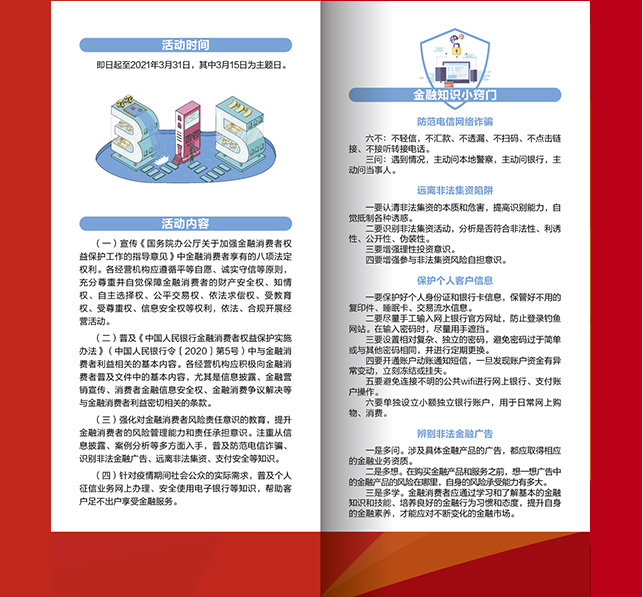 活动时间
即日起至2021年3月31日，其中3月15日为主题日。
315
活动内容
（一）宣传《国务院办公厅关于加强金融消费者权
益保护工作的指导意见》中金融消费者享有的八项法定
权利。各经营机构应遵循平等自愿、诚实守信等原则，
充分尊重并自觉保障金融消费者的财产安全权、知情
权、自主选择权、公平交易权、依法求偿权、受教育
权、受尊重权、信息安全权等权利，依法、合规开展经
营活动。
（二）普及《中国人民银行金融消费者权益保护实施
办法》（中国人民银行令〔2020〕第5号）中与金融消费
者利益相关的基本内容。各经营机构应积极向金融消费
者普及文件中的基本内容，尤其是信息披露、金融营
销宣传、消费者金融信息安全权、金融消费争议解决等
与金融消费者利益密切相关的条款。
（三）强化对金融消费者风险责任意识的教育，提升
金融消费者的风险管理能力和责任承担意识。注重从信
息披露、案例分析等多方面入手，普及防范电信诈骗、
识别非法金融广告、远离非法集资、支付安全等知识。
（四）针对疫情期间社会公众的实际需求，普及个人
征信业务网上办理、安全使用电子银行等知识，帮助客
户足不出户享受金融服务。
金融知识小窍门
防范电信网络诈骗
六不：不轻信，不汇款、不透漏、不扫码、不点击链
接、不接听转接电话。
三问：遇到情况，主动问本地警察，主动问银行，主
动问当事人。
远离非法集资陷阱
一要认清非法集资的本质和危害，提高识别能力，自
觉抵制各种诱惑。
二要识别非法集资活动，分析是否符合非法性、利诱
性、公开性、伪装性。
三要增强理性投资意识。
四要增强参与非法集资风险自担意识。
保护个人客户信息
一要保护好个人身份证和银行卡信息，保管好不用的
复印件、睡眠卡、交易流水信息。
二要尽量手工输入网上银行官方网址，防止登录钓鱼
网站。在输入密码时，尽量用手遮挡。
三要设置相对复杂、独立的密码，避免密码过于简单
或与其他密码相同，并进行定期更换。
四要开通账户动账通知短信，一旦发现账户资金有异
常变动，立刻冻结或挂失。
五要避免连接不明的公共wifi进行网上银行、支付账
户操作。
六要单独设立小额独立银行账户，用于日常网上购
物、消费。
辨别非法金融广告
一是多问。涉及具体金融产品的广告，都应取得相应
的金融业务资质。
二是多想。在购买金融产品和服务之前，想一想广告中
的金融产品的风险在哪里，自身的风险承受能力有多大。
三是多学。金融消费者应通过学习和了解基本的金融
知识和技能、培养良好的金融行为习惯和态度，提升自身
的金融素养，才能应对不断变化的金融市场。